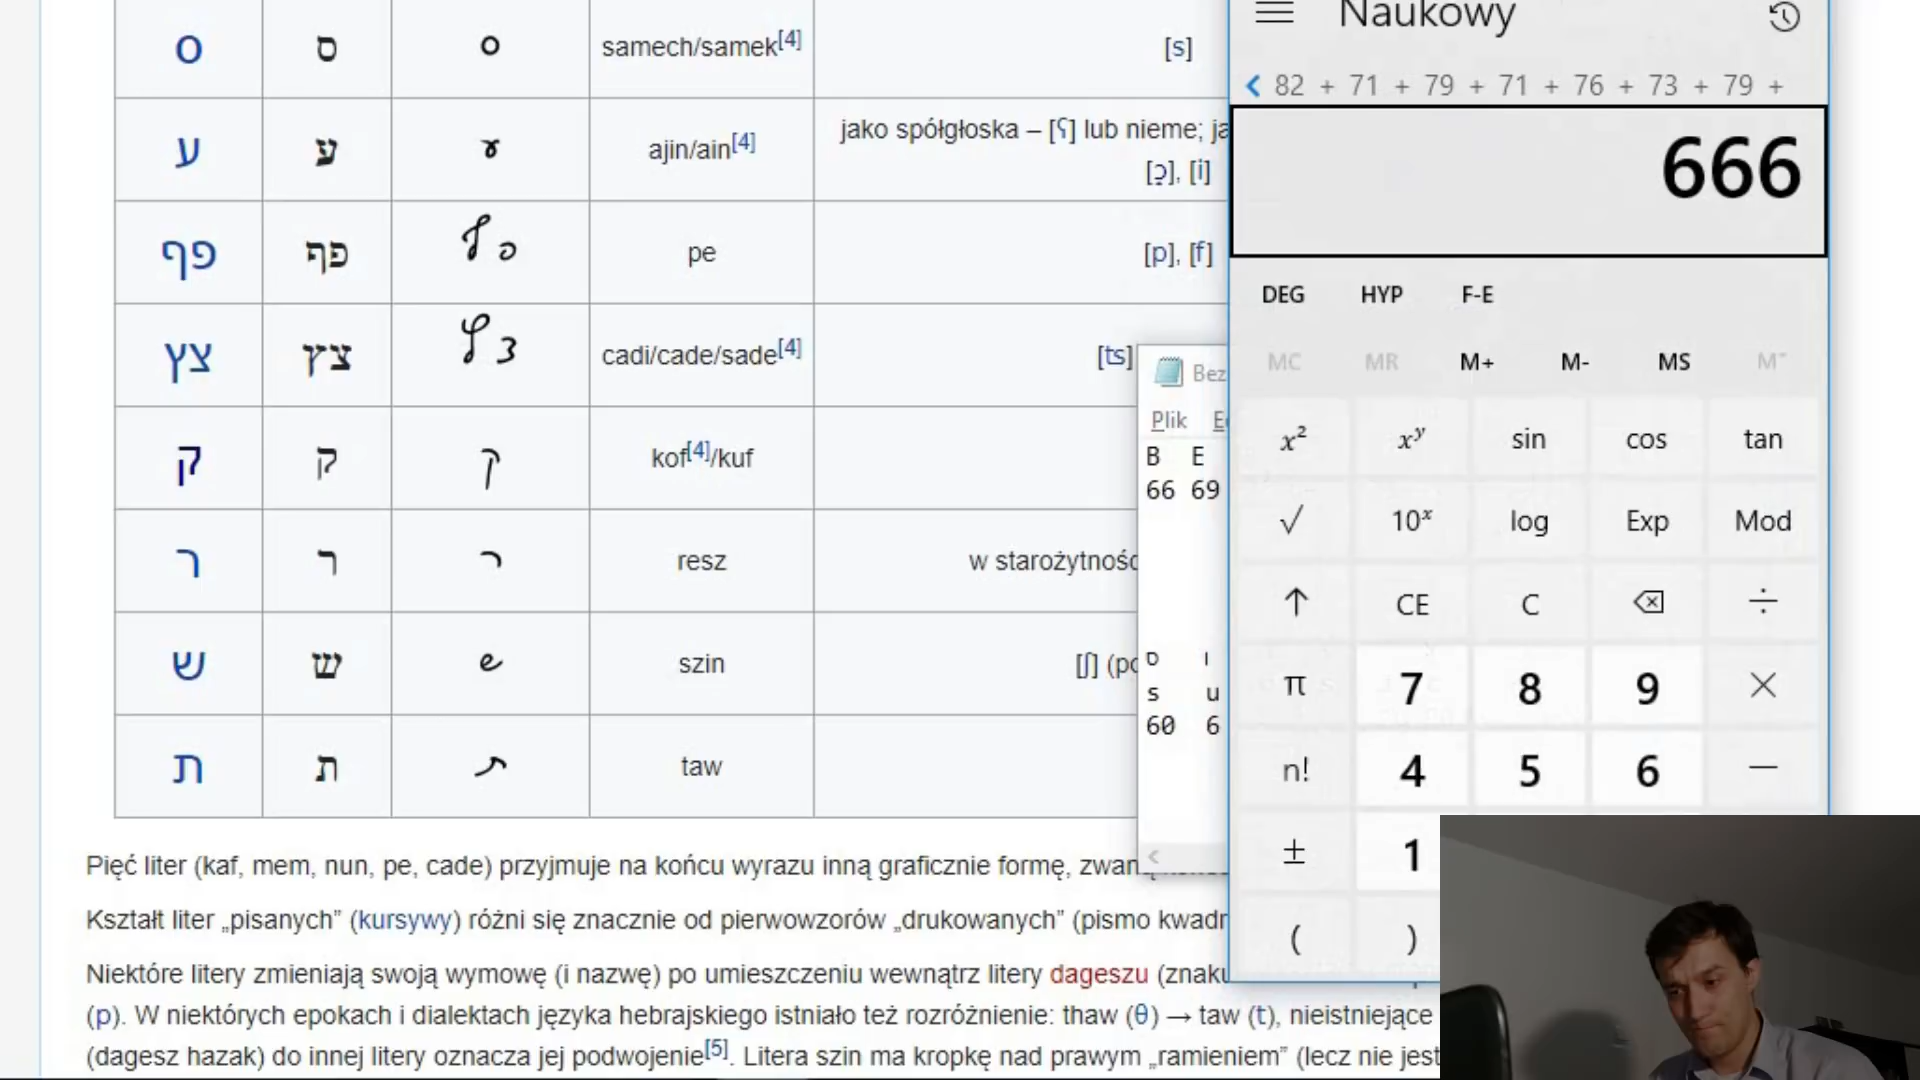 ס ס ס samech/samek[4] [s]
ע ע ע ajin/ain[4] jako spółgłoska – [ʕ] lub nieme; ja
[ɔ̞], [i]
פף פף פ ף pe [p], [f]
צץ צץ צ ץ cadi/cade/sade[4] [ts]
ק ק ק kof[4]/kuf
ר ר ר resz w starożytnośc
ש ש ש szin [ʃ] (po
ת ת ת taw
Pięć liter (kaf, mem, nun, pe, cade) przyjmuje na końcu wyrazu inną graficznie formę, zwaną
Kształt liter „pisanych” (kursywy) różni się znacznie od pierwowzorów „drukowanych” (pismo kwadr
Niektóre litery zmieniają swoją wymowę (i nazwę) po umieszczeniu wewnątrz litery dageszu (znaku
(p). W niektórych epokach i dialektach języka hebrajskiego istniało też rozróżnienie: thaw (θ) → taw (t), nieistniejące
(dagesz hazak) do innej litery oznacza jej podwojenie[5]. Litera szin ma kropkę nad prawym „ramieniem” (lecz nie jest
Bez
Plik E
B E
66 69
ס ו
s u
60 6
Naukowy
82 + 71 + 79 + 71 + 76 + 73 + 79 +
666
DEG HYP F-E
MC MR M+ M- MS M˅
x² xʸ sin cos tan
√ 10ˣ log Exp Mod
↑ CE C ⌫ ÷
π 7 8 9 ×
n! 4 5 6 −
± 1
( )